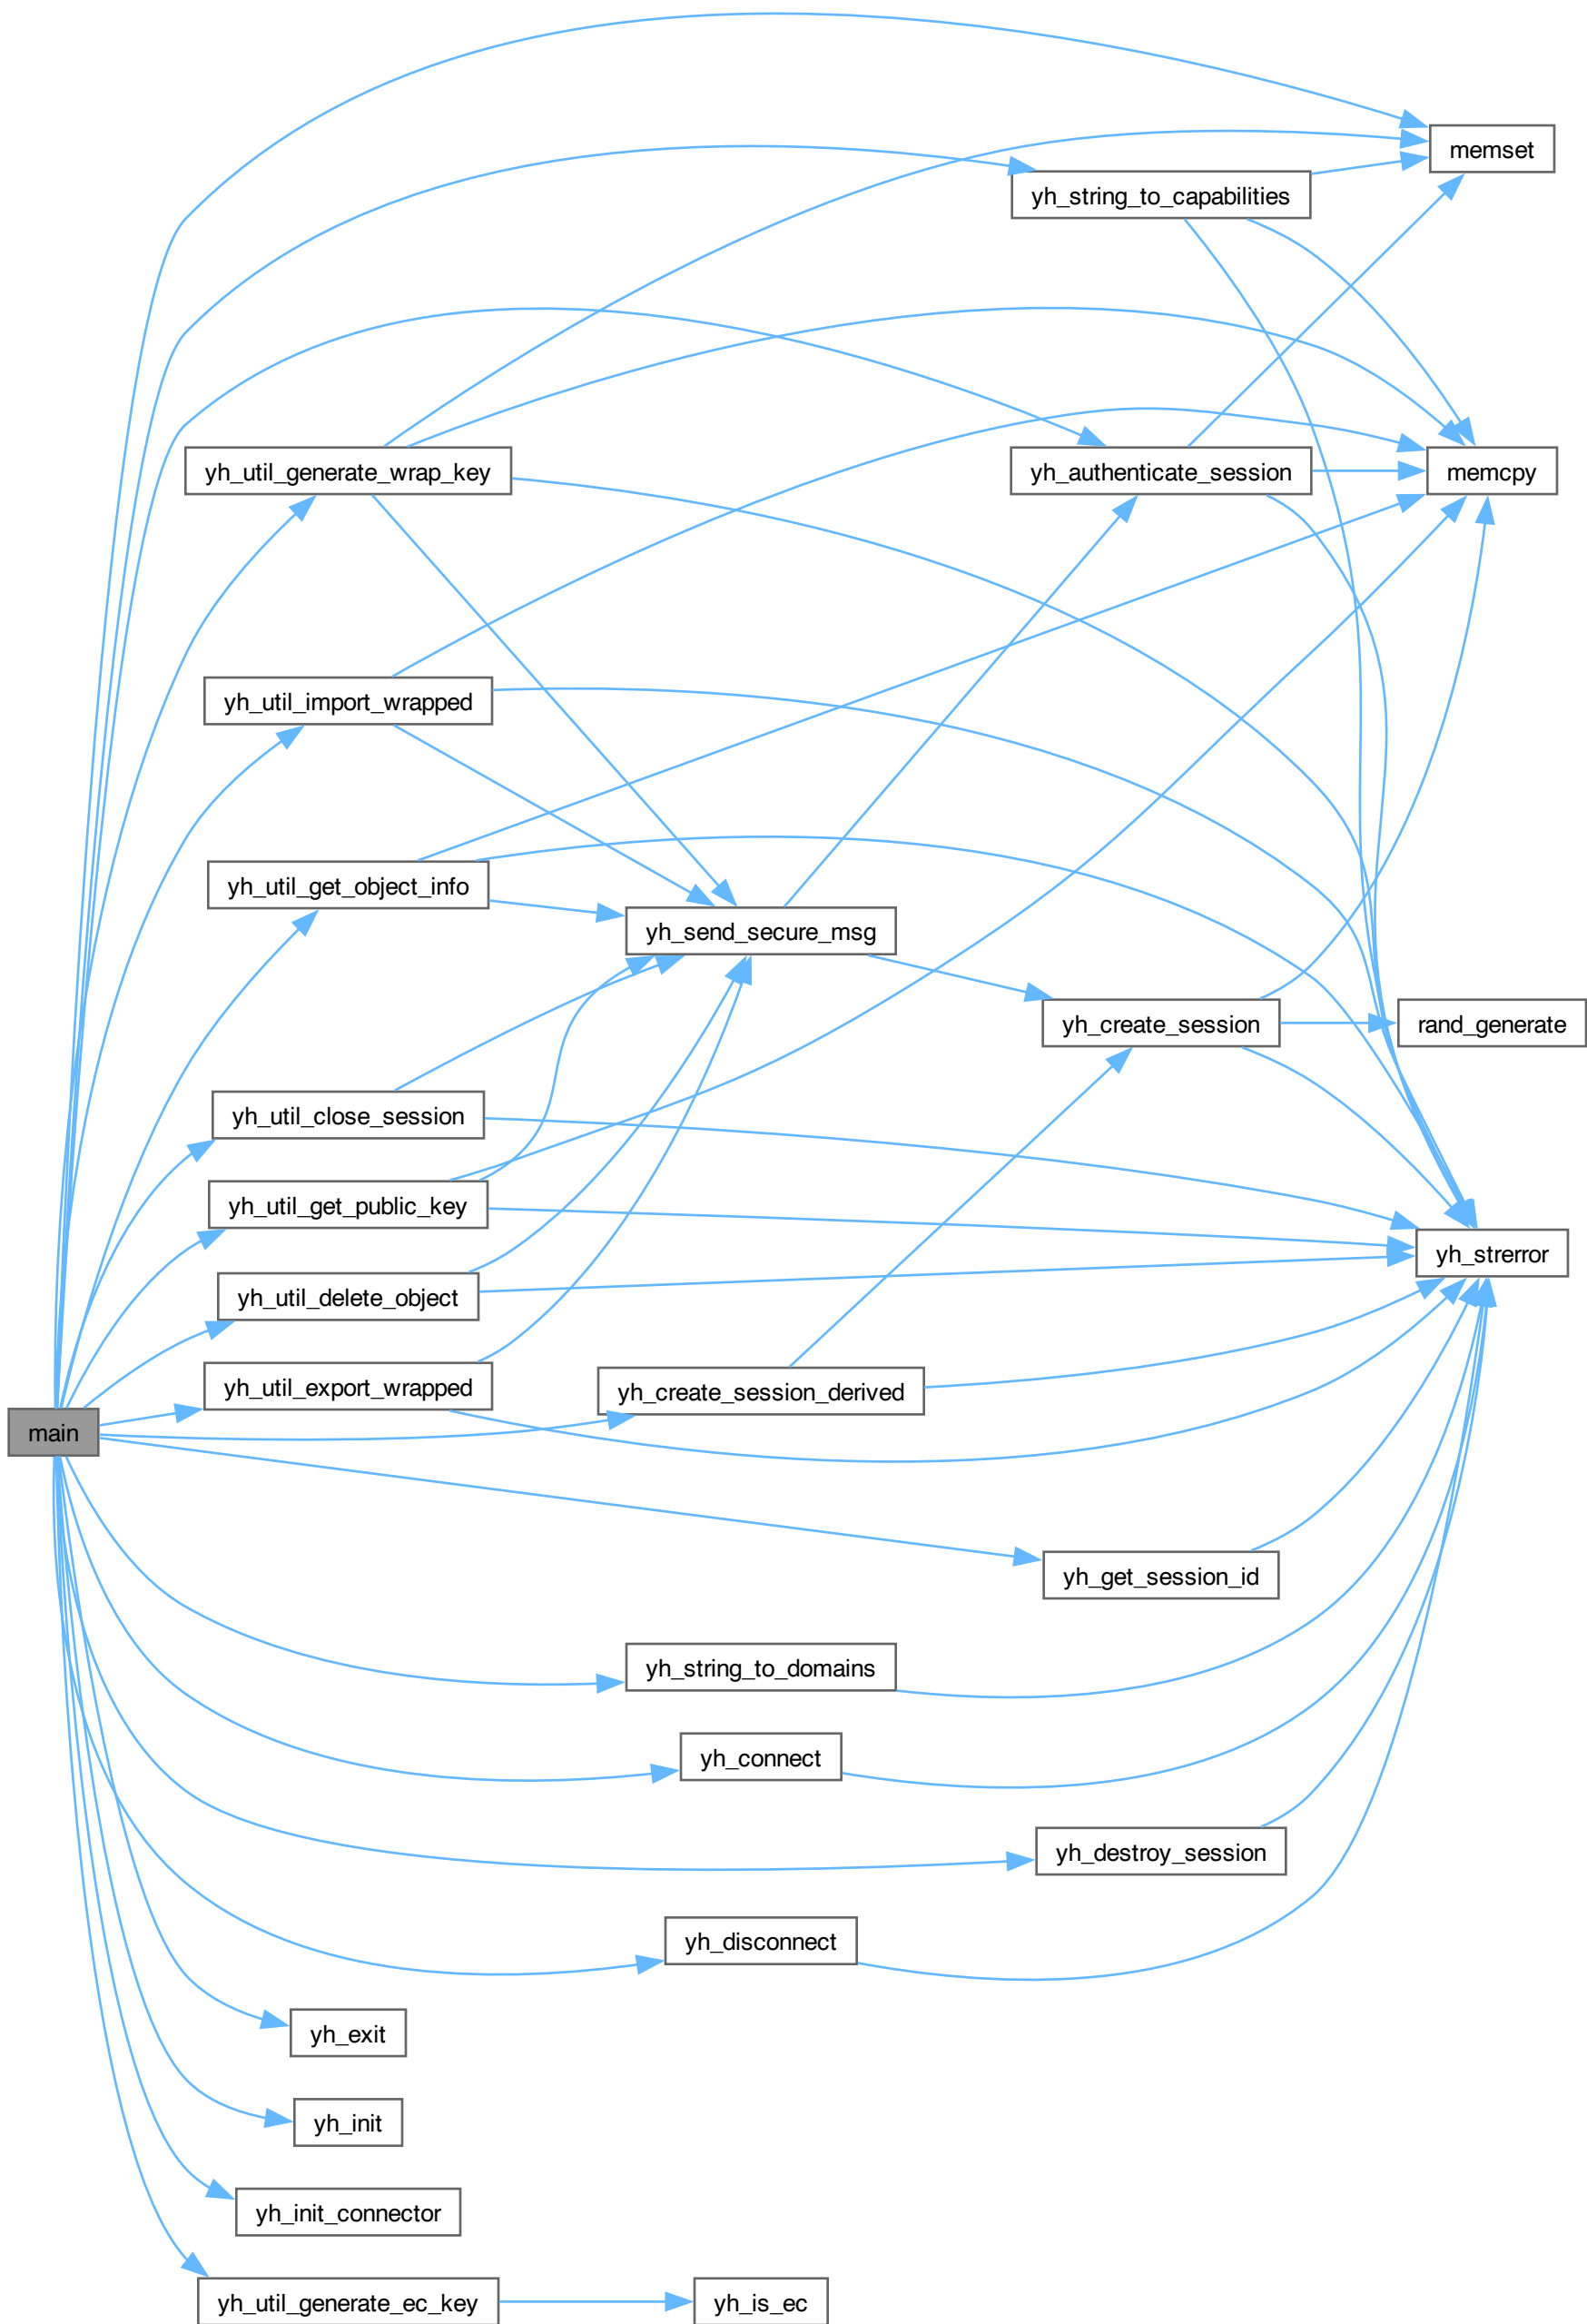 memset
yh_string_to_capabilities
yh_util_generate_wrap_key
yh_authenticate_session
memcpy
yh_util_import_wrapped
yh_util_get_object_info
yh_send_secure_msg
yh_create_session
rand_generate
yh_util_close_session
yh_util_get_public_key
yh_strerror
yh_util_delete_object
yh_util_export_wrapped
yh_create_session_derived
main
yh_get_session_id
yh_string_to_domains
yh_connect
yh_destroy_session
yh_disconnect
yh_exit
yh_init
yh_init_connector
yh_util_generate_ec_key
yh_is_ec